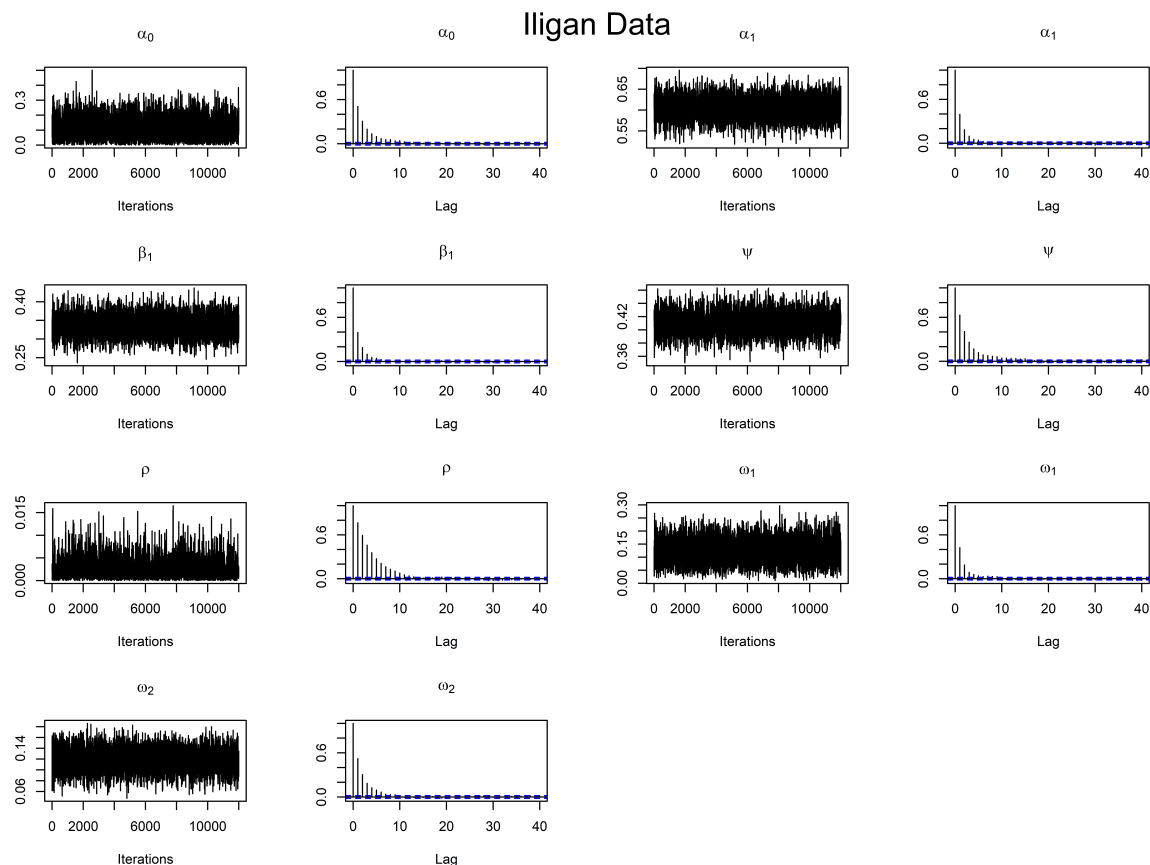 Iligan Data
α0 α0 α1 α1
0.0 0.3 0.0 0.6 0.55 0.65 0.0 0.6
0 2000 6000 10000 0 10 20 30 40 0 2000 6000 10000 0 10 20 30 40
Iterations Lag Iterations Lag
β1 β1 ψ ψ
0.25 0.40 0.0 0.6 0.36 0.42 0.0 0.6
0 2000 6000 10000 0 10 20 30 40 0 2000 6000 10000 0 10 20 30 40
Iterations Lag Iterations Lag
ρ ρ ω1 ω1
0.000 0.015 0.0 0.6 0.00 0.15 0.30 0.0 0.6
0 2000 6000 10000 0 10 20 30 40 0 2000 6000 10000 0 10 20 30 40
Iterations Lag Iterations Lag
ω2 ω2
0.06 0.14 0.0 0.6
0 2000 6000 10000 0 10 20 30 40
Iterations Lag